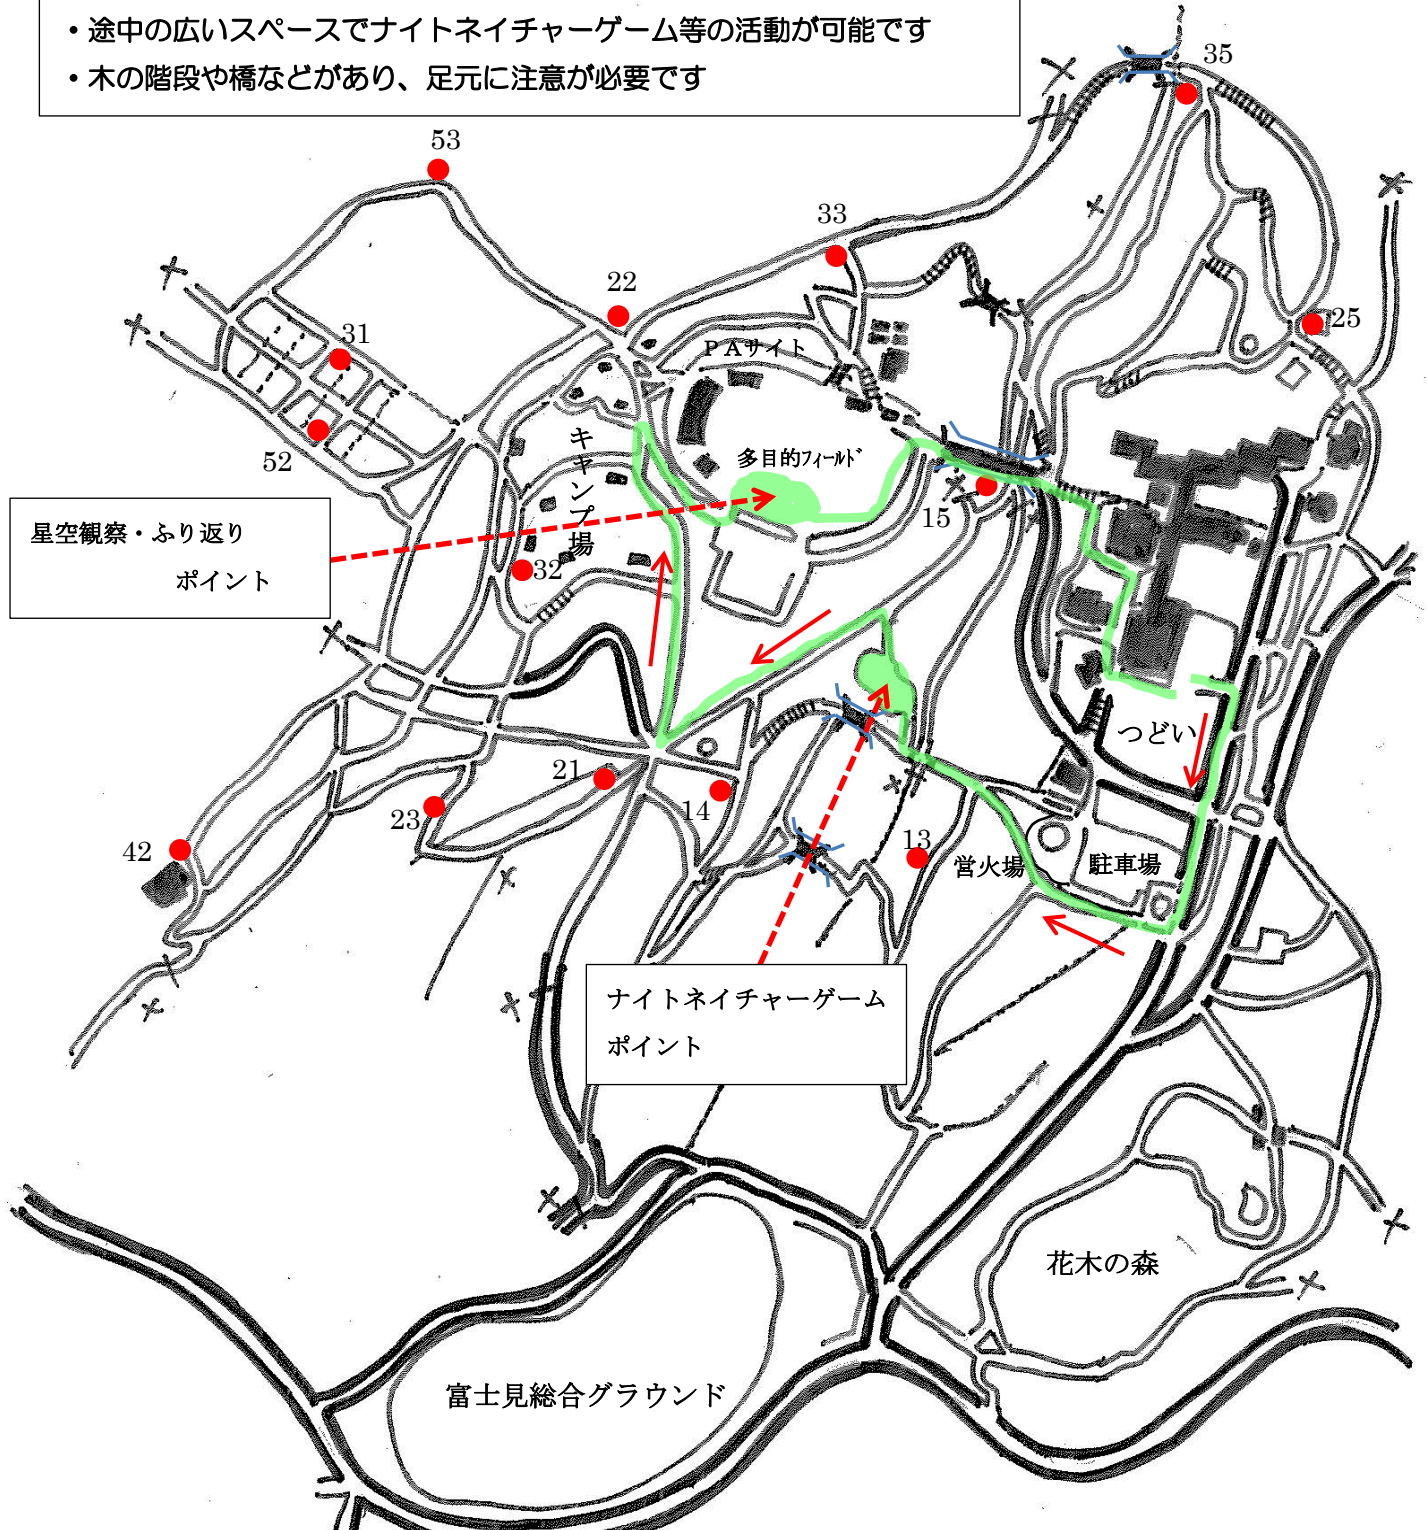 ・途中の広いスペースでナイトネイチャーゲーム等の活動が可能です
・木の階段や橋などがあり、足元に注意が必要です
35
53
33
22
25
31
PAサイト
キャンプ場
52
多目的フィールド
15
星空観察・ふり返り
ポイント
32
つどい
21
14
23
42
13
営火場
駐車場
ナイトネイチャーゲーム
ポイント
花木の森
富士見総合グラウンド